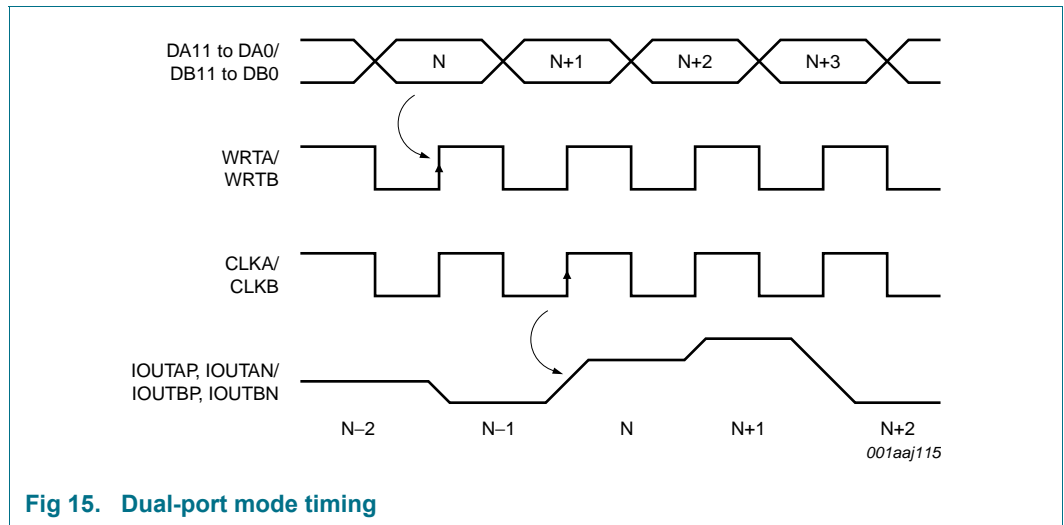 DA11 to DA0/
DB11 to DB0
N N+1 N+2 N+3
WRTA/
WRTB
CLKA/
CLKB
IOUTAP, IOUTAN/
IOUTBP, IOUTBN
N−2 N−1 N N+1 N+2
001aaj115
Fig 15. Dual-port mode timing